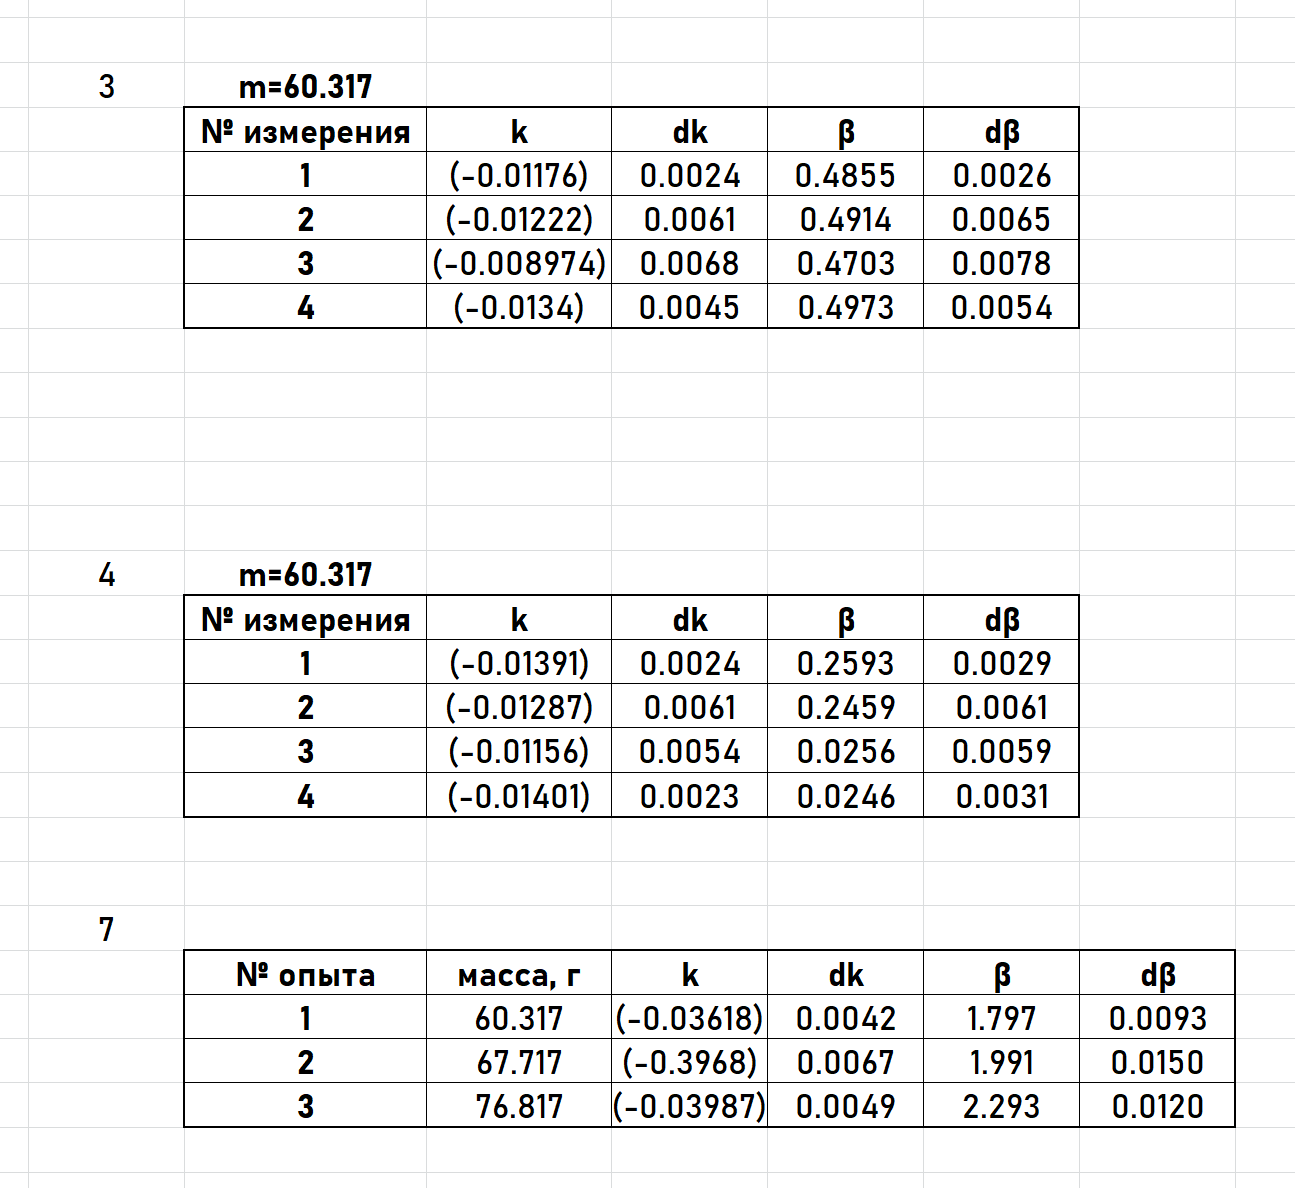 3 m=60.317
№ измерения k dk β dβ
1 (-0.01176) 0.0024 0.4855 0.0026
2 (-0.01222) 0.0061 0.4914 0.0065
3 (-0.008974) 0.0068 0.4703 0.0078
4 (-0.0134) 0.0045 0.4973 0.0054
4 m=60.317
№ измерения k dk β dβ
1 (-0.01391) 0.0024 0.2593 0.0029
2 (-0.01287) 0.0061 0.2459 0.0061
3 (-0.01156) 0.0054 0.0256 0.0059
4 (-0.01401) 0.0023 0.0246 0.0031
7
№ опыта масса, г k dk β dβ
1 60.317 (-0.03618) 0.0042 1.797 0.0093
2 67.717 (-0.3968) 0.0067 1.991 0.0150
3 76.817 (-0.03987) 0.0049 2.293 0.0120